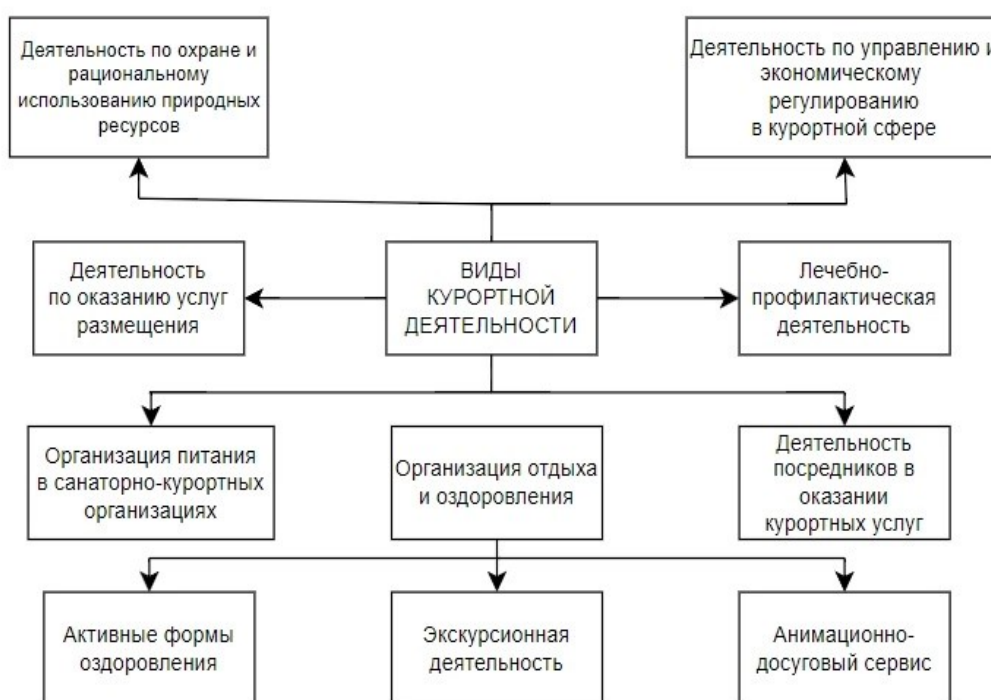 Деятельность по охране и
рациональному
использованию природных
ресурсов
Деятельность по управлению и
экономическому
регулированию
в курортной сфере
Деятельность
по оказанию услуг
размещения
ВИДЫ
КУРОРТНОЙ
ДЕЯТЕЛЬНОСТИ
Лечебно-
профилактическая
деятельность
Организация питания
в санаторно-курортных
организациях
Организация отдыха
и оздоровления
Деятельность
посредников в
оказании
курортных услуг
Активные формы
оздоровления
Экскурсионная
деятельность
Анимационно-
досуговый сервис